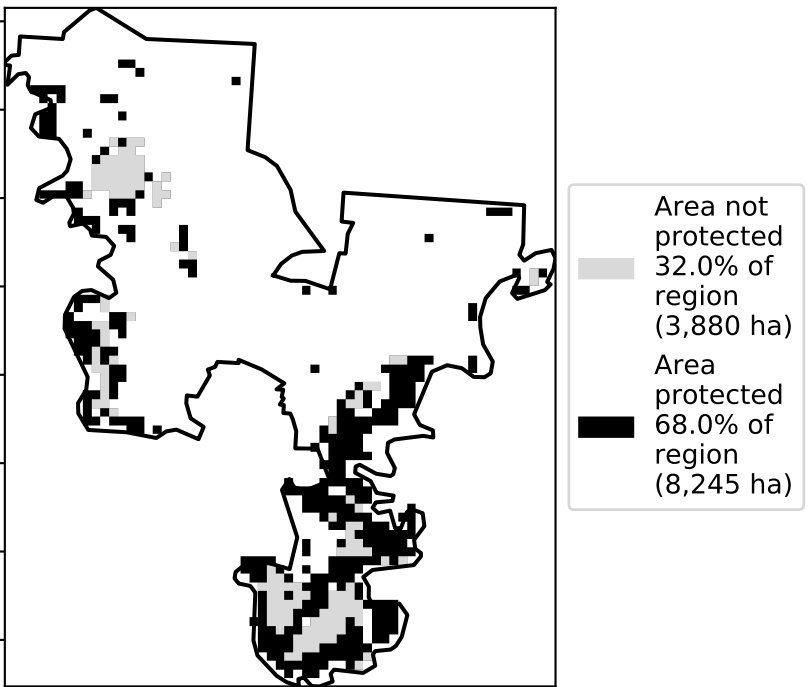 Area not
protected
32.0% of
region
(3,880 ha)
Area
protected
68.0% of
region
(8,245 ha)